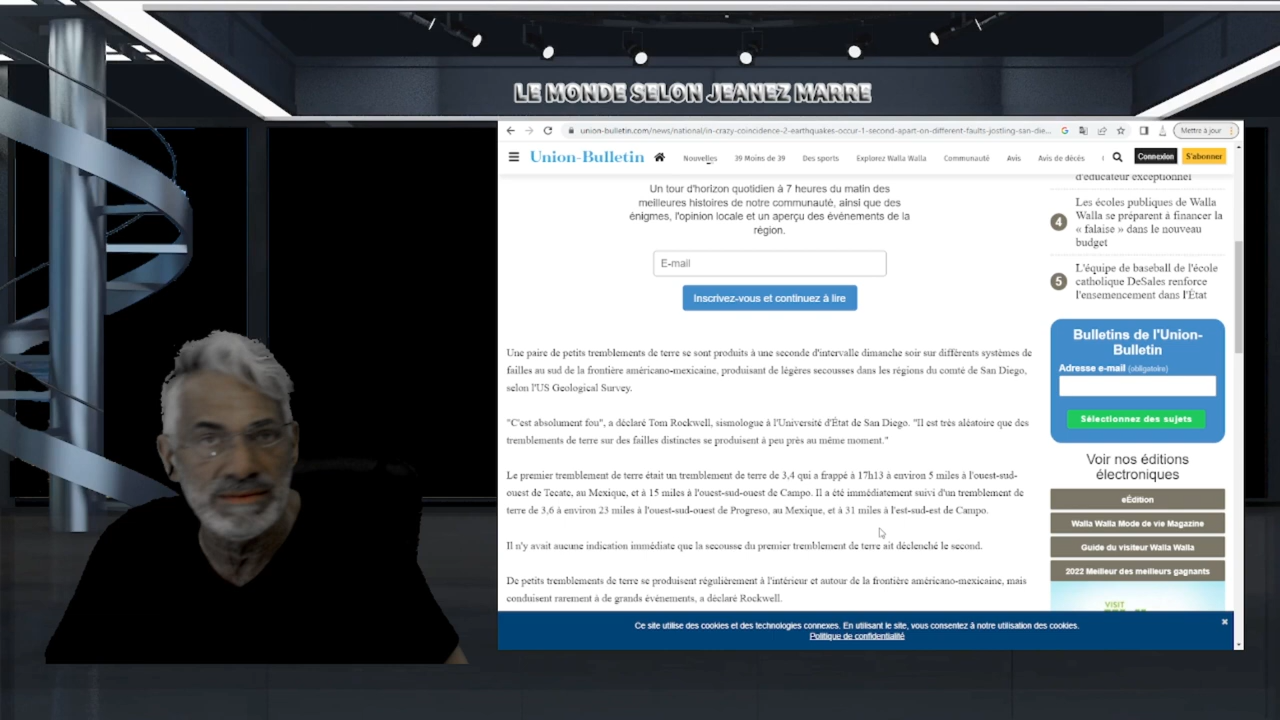 LE MONDE SELON JEANEZ MARRE
union-bulletin.com/news/national/in-crazy-coincidence-2-earthquakes-occur-1-second-apart-on-different-faults-jostling-san-die...
Mettre à jour
Union-Bulletin
Nouvelles
39 Moins de 39
Des sports
Explorez Walla Walla
Communauté
Avis
Avis de décès
Connexion
S'abonner
Un tour d'horizon quotidien à 7 heures du matin des
meilleures histoires de notre communauté, ainsi que des
énigmes, l'opinion locale et un aperçu des événements de la
région.
E-mail
Inscrivez-vous et continuez à lire
Une paire de petits tremblements de terre se sont produits à une seconde d'intervalle dimanche soir sur différents systèmes de
failles au sud de la frontière américano-mexicaine, produisant de légères secousses dans les régions du comté de San Diego,
selon l'US Geological Survey.
"C'est absolument fou", a déclaré Tom Rockwell, sismologue à l'Université d'État de San Diego. "Il est très aléatoire que des
tremblements de terre sur des failles distinctes se produisent à peu près au même moment."
Le premier tremblement de terre était un tremblement de terre de 3,4 qui a frappé à 17h13 à environ 5 miles à l'ouest-sud-
ouest de Tecate, au Mexique, et à 15 miles à l'ouest-sud-ouest de Campo. Il a été immédiatement suivi d'un tremblement de
terre de 3,6 à environ 23 miles à l'ouest-sud-ouest de Progreso, au Mexique, et à 31 miles à l'est-sud-est de Campo.
Il n'y avait aucune indication immédiate que la secousse du premier tremblement de terre ait déclenché le second.
De petits tremblements de terre se produisent régulièrement à l'intérieur et autour de la frontière américano-mexicaine, mais
conduisent rarement à de grands événements, a déclaré Rockwell.
d'éducateur exceptionnel
4
Les écoles publiques de Walla
Walla se préparent à financer la
« falaise » dans le nouveau
budget
5
L'équipe de baseball de l'école
catholique DeSales renforce
l'ensemencement dans l'État
Bulletins de l'Union-
Bulletin
Adresse e-mail (obligatoire)
Sélectionnez des sujets
Voir nos éditions
électroniques
eÉdition
Walla Walla Mode de vie Magazine
Guide du visiteur Walla Walla
2022 Meilleur des meilleurs gagnants
VISIT
Ce site utilise des cookies et des technologies connexes. En utilisant le site, vous consentez à notre utilisation des cookies.
Politique de confidentialité